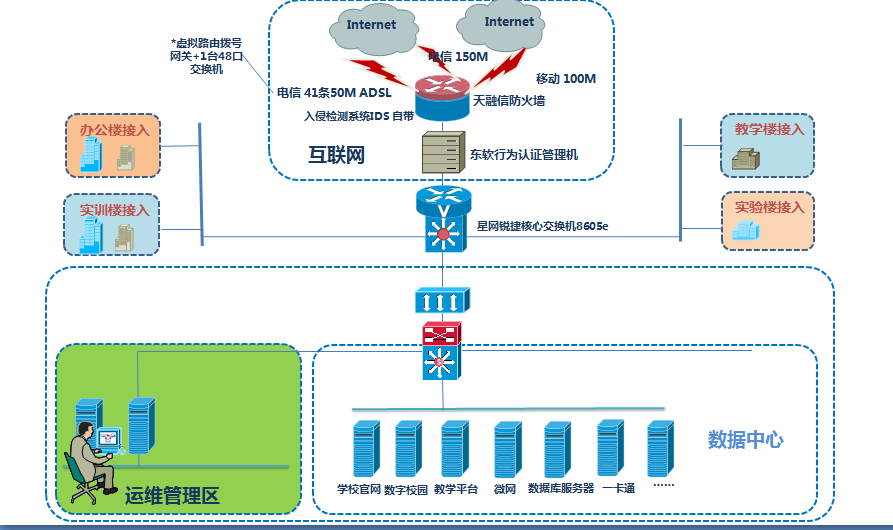 Internet
Internet
*虚拟路由拨号
网关+1台48口
交换机
电信 150M
移动 100M
电信 41条50M ADSL
天融信防火墙
入侵检测系统IDS 自带
互联网
东软行为认证管理机
办公楼接入
教学楼接入
实训楼接入
实验楼接入
星网锐捷核心交换机8605e
数据中心
学校官网
数字校园
教学平台
微网
数据库服务器
一卡通
......
运维管理区